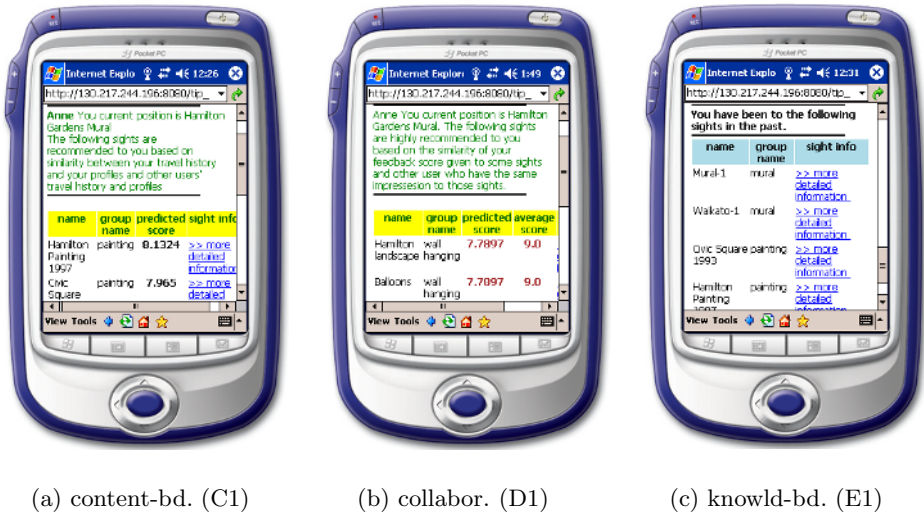 Pocket PC
Internet Explo 12:26
http://130.217.244.196:8080/tip_
Anne You current position is Hamilton
Gardens Mural
The following sights are
recommended to you based on
similarity between your travel history
and your profiles and other users'
travel history and profiles
name group name predicted score sight info
Hamilton Painting 1997 painting 8.1324 >> more detailed information
Civic Square painting 7.965 >> more detailed
View Tools
Pocket PC
Internet Explor 1:49
http://130.217.244.196:8080/tip_
Anne You current position is Hamilton
Gardens Mural. The following sights
are highly recommended to you
based on the similarity of your
feedback score given to some sights
and other user who have the same
impressesion to those sights.
name group name predicted score average score
Hamilton landscape wall hanging 7.7897 9.0
Baloons wall hanging 7.7097 9.0
View Tools
Pocket PC
Internet Explo 12:31
http://130.217.244.196:8080/tip_
You have been to the following
sights in the past.
name group name sight info
Mural-1 mural >> more detailed information
Waikato-1 mural >> more detailed information
Civic Square 1993 painting >> more detailed information
Hamilton Painting 1997 painting >> more detailed information
View Tools
(a) content-bd. (C1)
(b) collabor. (D1)
(c) knowld-bd. (E1)